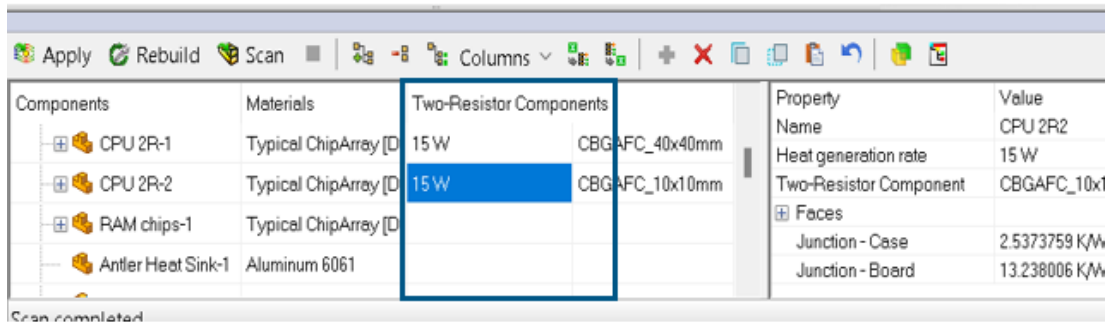 Apply Rebuild Scan Columns
Components Materials Two-Resistor Components
CPU 2R-1 Typical ChipArray [D 15 W CBGAFC_40x40mm
CPU 2R-2 Typical ChipArray [D 15 W CBGAFC_10x10mm
RAM chips-1 Typical ChipArray [D
Antler Heat Sink-1 Aluminum 6061
Property Value
Name CPU 2R2
Heat generation rate 15 W
Two-Resistor Component CBGAFC_10x1
Faces
Junction - Case 2.5373759 K/W
Junction - Board 13.238006 K/W
Scan completed